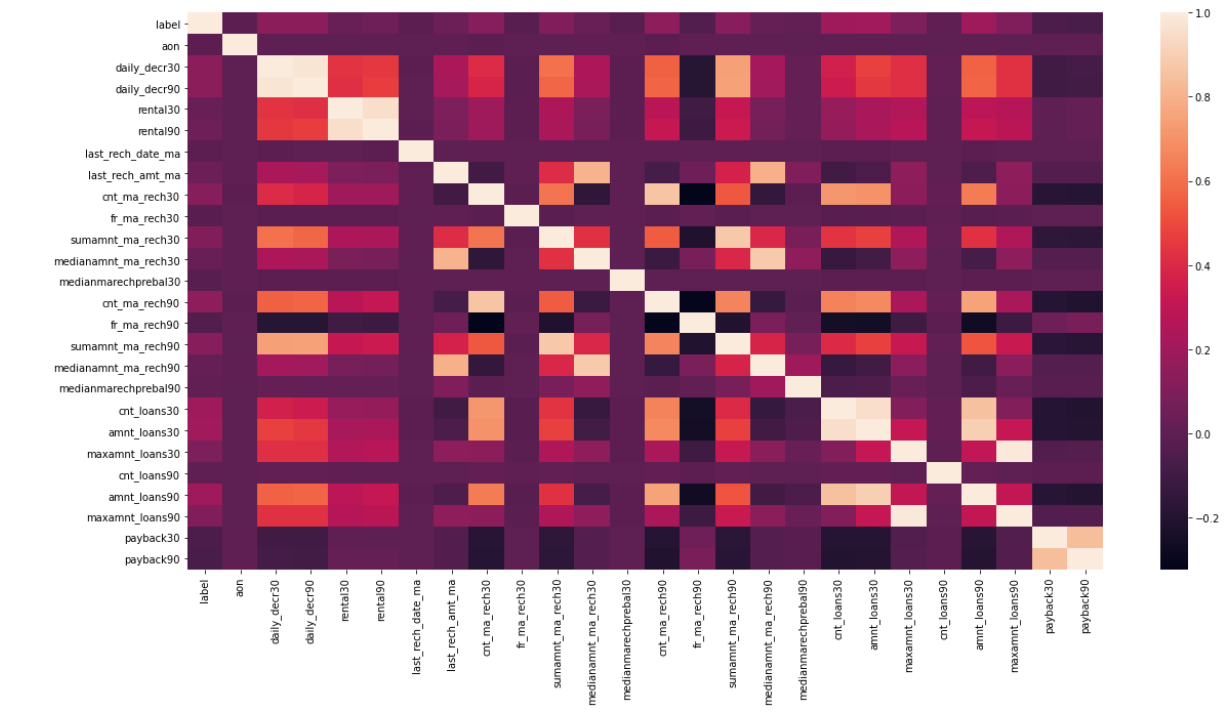 label
aon
daily_decr30
daily_decr90
rental30
rental90
last_rech_date_ma
last_rech_amt_ma
cnt_ma_rech30
fr_ma_rech30
sumamnt_ma_rech30
medianamnt_ma_rech30
medianmarechprebal30
cnt_ma_rech90
fr_ma_rech90
sumamnt_ma_rech90
medianamnt_ma_rech90
medianmarechprebal90
cnt_loans30
amnt_loans30
maxamnt_loans30
cnt_loans90
amnt_loans90
maxamnt_loans90
payback30
payback90
label
aon
daily_decr30
daily_decr90
rental30
rental90
last_rech_date_ma
last_rech_amt_ma
cnt_ma_rech30
fr_ma_rech30
sumamnt_ma_rech30
medianamnt_ma_rech30
medianmarechprebal30
cnt_ma_rech90
fr_ma_rech90
sumamnt_ma_rech90
medianamnt_ma_rech90
medianmarechprebal90
cnt_loans30
amnt_loans30
maxamnt_loans30
cnt_loans90
amnt_loans90
maxamnt_loans90
payback30
payback90
1.0
0.8
0.6
0.4
0.2
0.0
−0.2